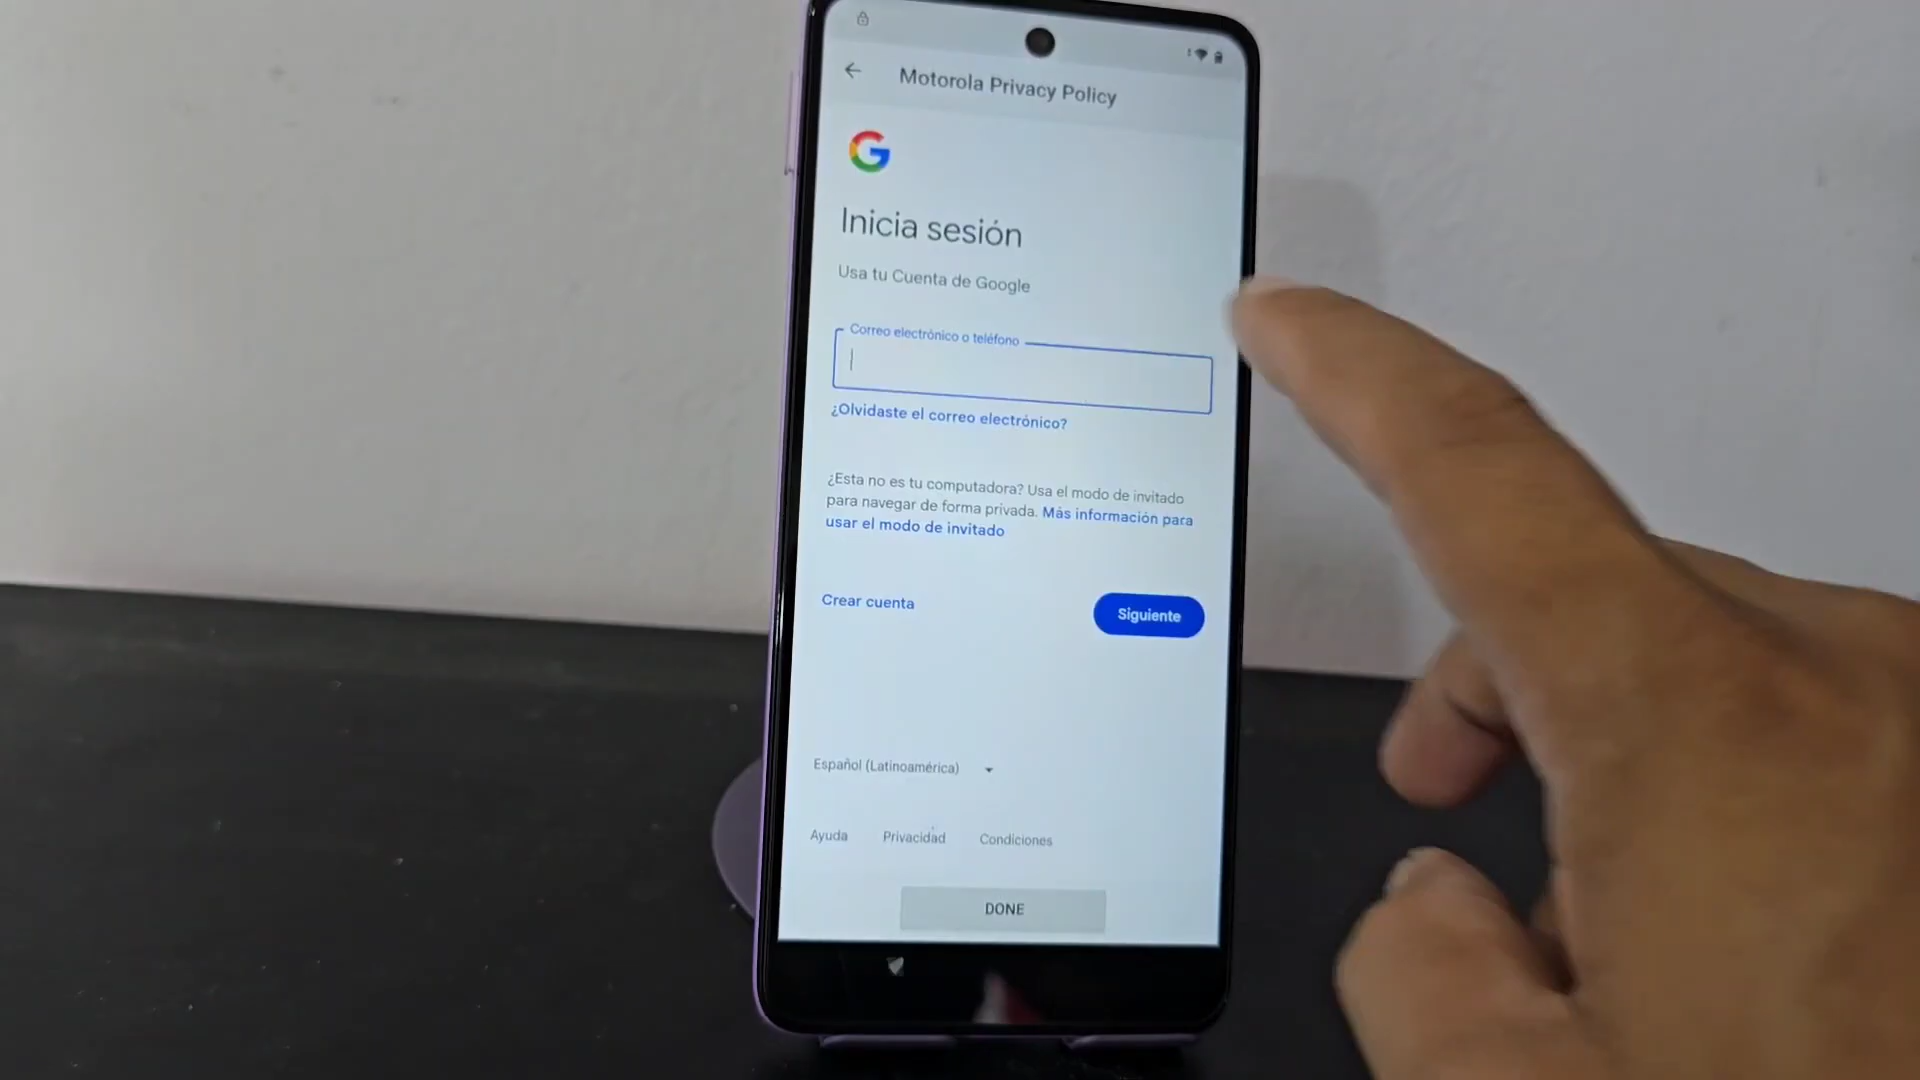 Motorola Privacy Policy
Inicia sesión
Usa tu Cuenta de Google
Correo electrónico o teléfono
¿Olvidaste el correo electrónico?
¿Esta no es tu computadora? Usa el modo de invitado
para navegar de forma privada. Más información para
usar el modo de invitado
Crear cuenta
Siguiente
Español (Latinoamérica)
Ayuda Privacidad Condiciones
DONE